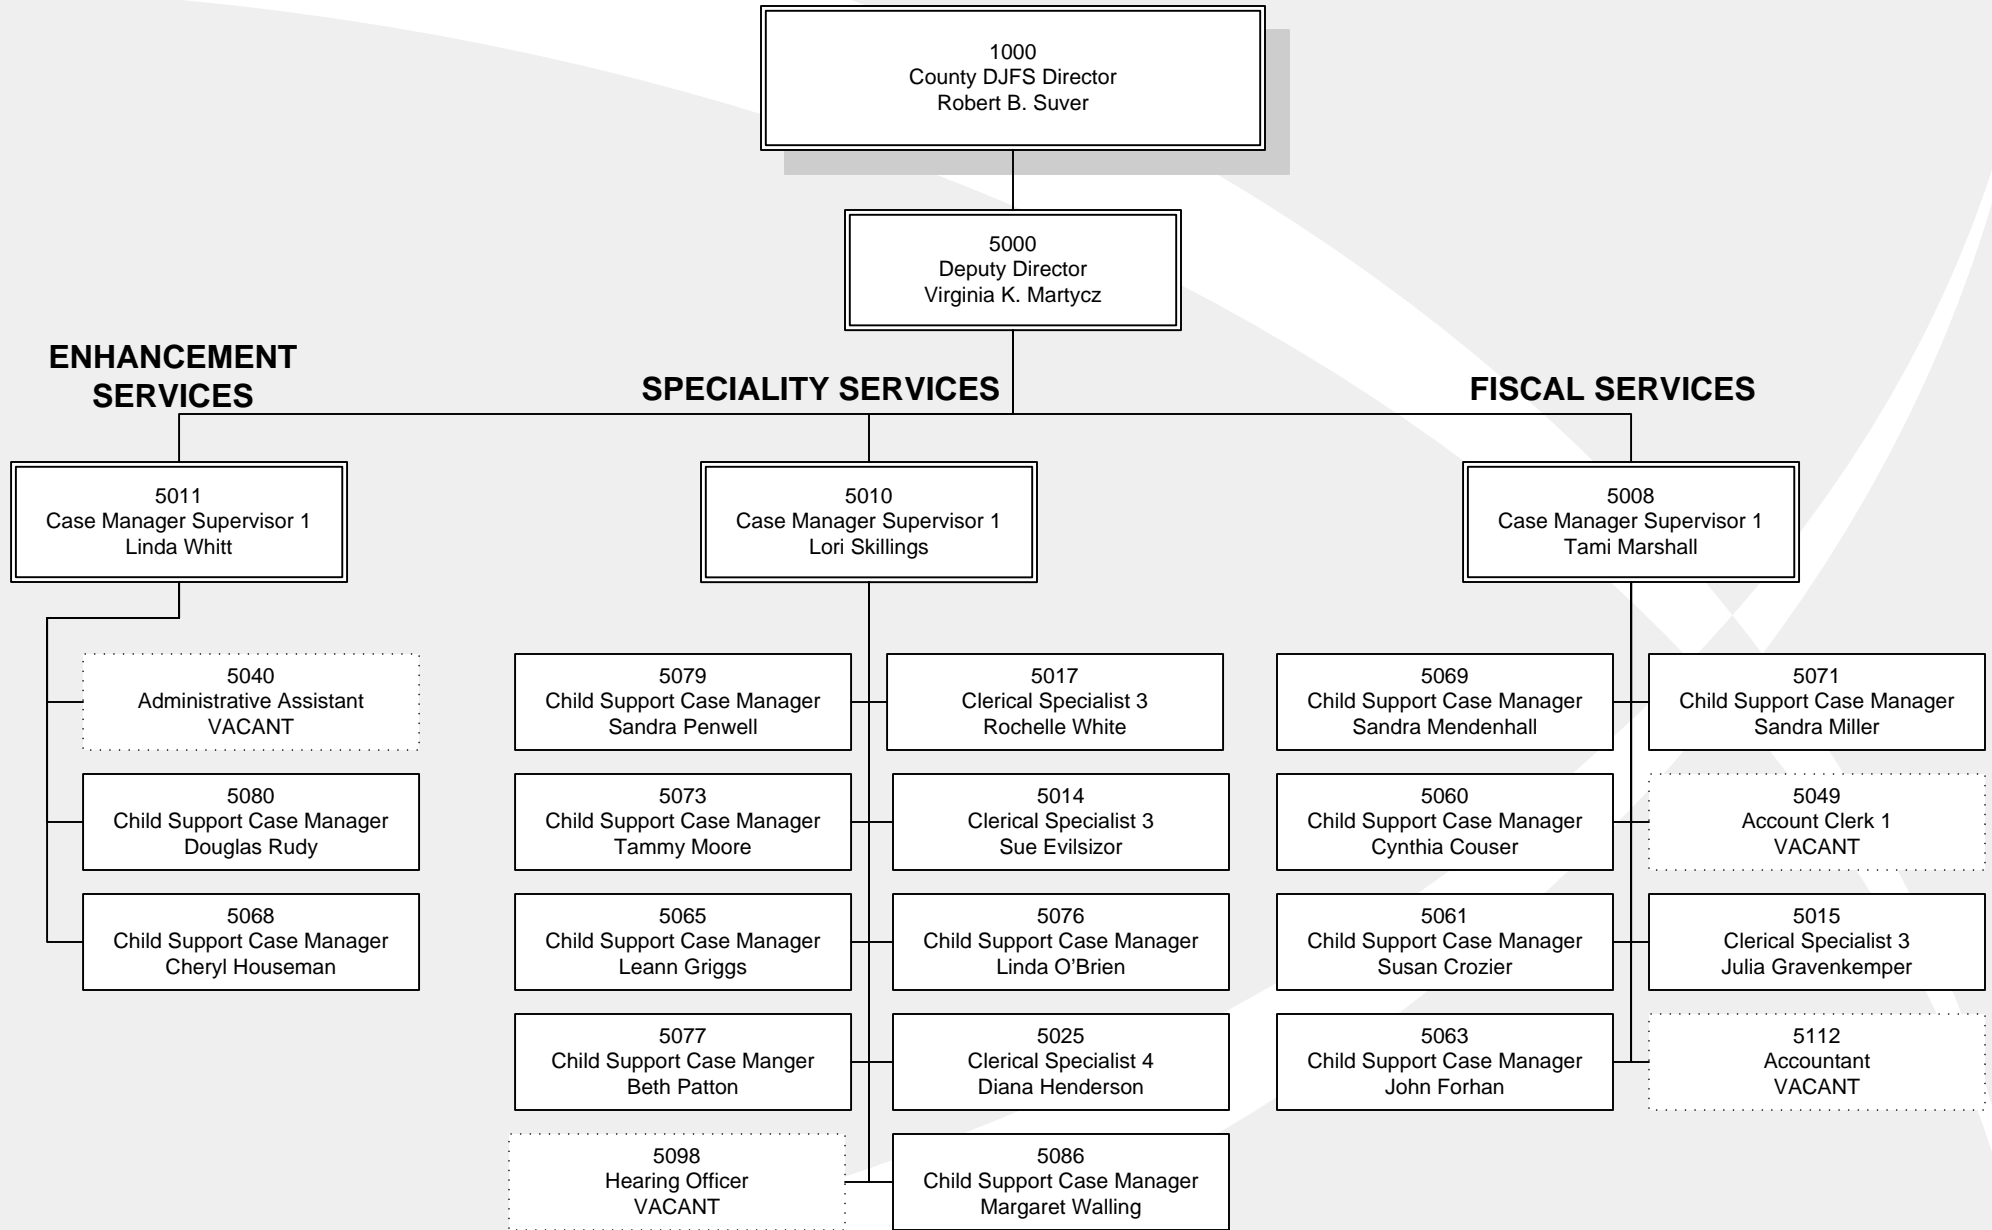 1000
County DJFS Director
Robert B. Suver
5000
Deputy Director
Virginia K. Martycz
ENHANCEMENT
SERVICES
SPECIALITY SERVICES
FISCAL SERVICES
5011
Case Manager Supervisor 1
Linda Whitt
5010
Case Manager Supervisor 1
Lori Skillings
5008
Case Manager Supervisor 1
Tami Marshall
5040
Administrative Assistant
VACANT
5080
Child Support Case Manager
Douglas Rudy
5068
Child Support Case Manager
Cheryl Houseman
5079
Child Support Case Manager
Sandra Penwell
5017
Clerical Specialist 3
Rochelle White
5073
Child Support Case Manager
Tammy Moore
5014
Clerical Specialist 3
Sue Evilsizor
5065
Child Support Case Manager
Leann Griggs
5076
Child Support Case Manager
Linda O’Brien
5077
Child Support Case Manger
Beth Patton
5025
Clerical Specialist 4
Diana Henderson
5098
Hearing Officer
VACANT
5086
Child Support Case Manager
Margaret Walling
5069
Child Support Case Manager
Sandra Mendenhall
5071
Child Support Case Manager
Sandra Miller
5060
Child Support Case Manager
Cynthia Couser
5049
Account Clerk 1
VACANT
5061
Child Support Case Manager
Susan Crozier
5015
Clerical Specialist 3
Julia Gravenkemper
5063
Child Support Case Manager
John Forhan
5112
Accountant
VACANT